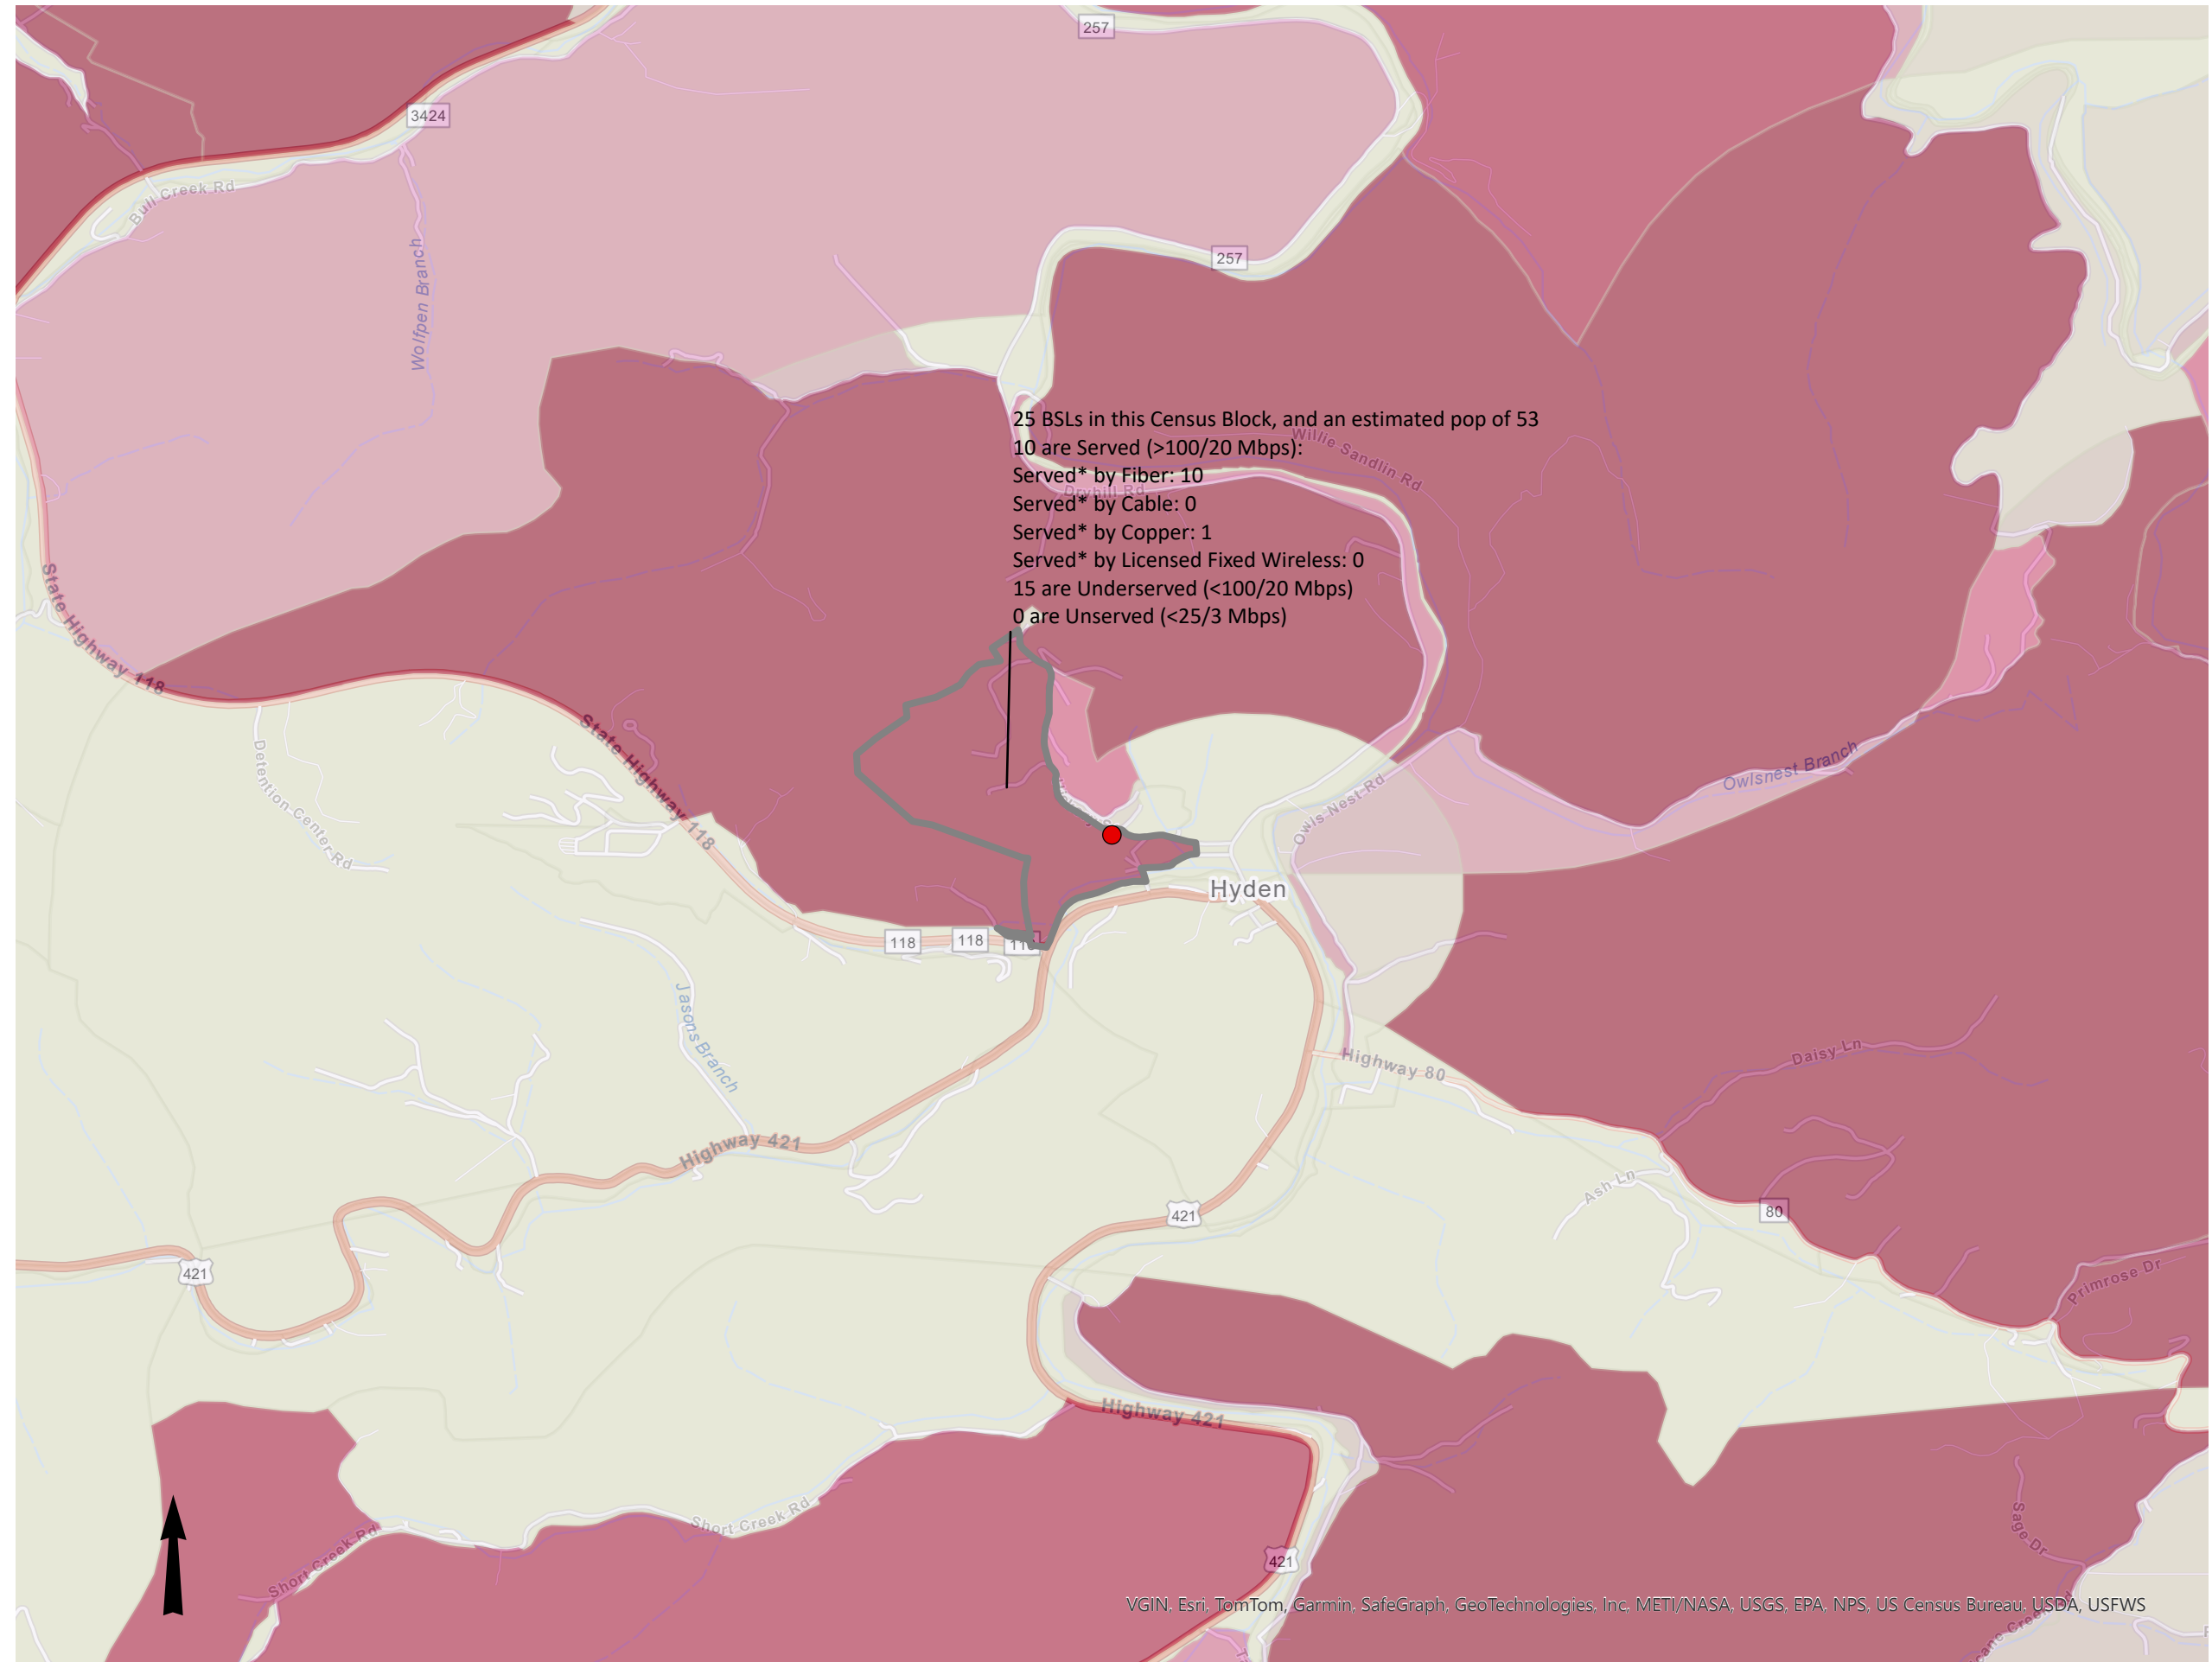 257
3424
Bull Creek Rd
Wolfpen Branch
257
25 BSLs in this Census Block, and an estimated pop of 53
10 are Served (>100/20 Mbps):
Served* by Fiber: 10
Served* by Cable: 0
Served* by Copper: 1
Served* by Licensed Fixed Wireless: 0
15 are Underserved (<100/20 Mbps)
0 are Unserved (<25/3 Mbps)
Willie Sandlin Rd
Dryhill Rd
State Highway 118
State Highway 118
Detention Center Rd
Owlsnest Branch
Owls Nest Rd
Hyden
118
118
118
Jasons Branch
Highway 80
Daisy Ln
Highway 421
Ash Ln
80
421
421
Primrose Dr
Highway 421
Short Creek Rd
Short Creek Rd
Sage Dr
421
VGIN, Esri, TomTom, Garmin, SafeGraph, GeoTechnologies, Inc, METI/NASA, USGS, EPA, NPS, US Census Bureau, USDA, USFWS